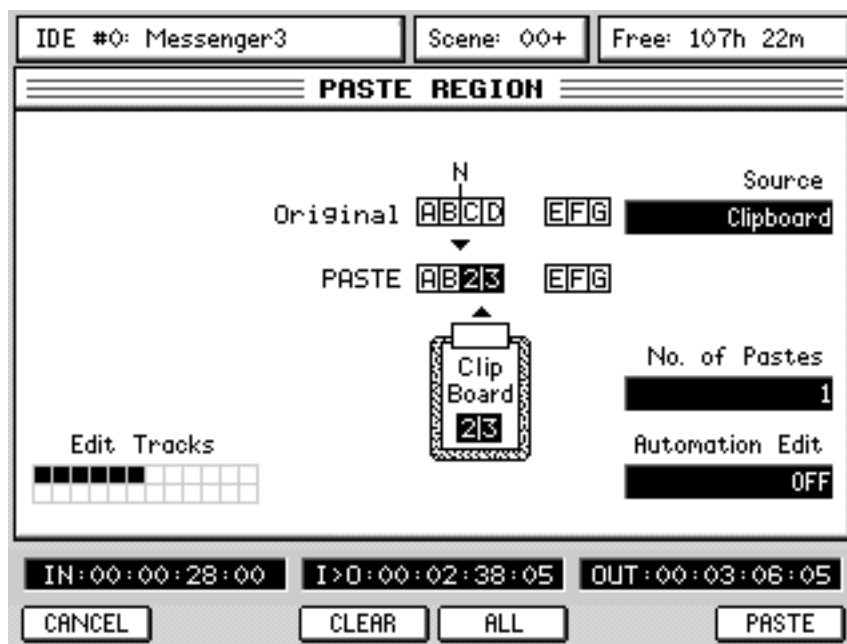 IDE #0: Messenger3
Scene: 00+
Free: 107h 22m
PASTE REGION
N
Original ABCD EFG
Source
Clipboard
PASTE AB23 EFG
Clip
Board
23
No. of Pastes
1
Edit Tracks
Automation Edit
OFF
IN:00:00:28:00
I>O:00:02:38:05
OUT:00:03:06:05
CANCEL
CLEAR
ALL
PASTE